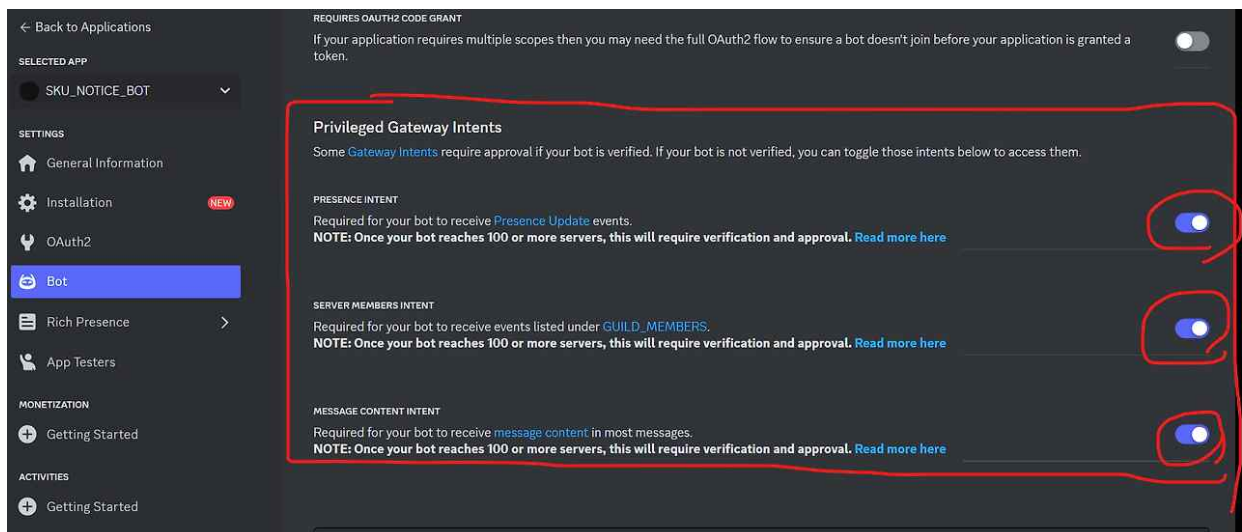 ← Back to Applications
SELECTED APP
SKU_NOTICE_BOT
SETTINGS
General Information
Installation
NEW
OAuth2
Bot
Rich Presence
App Testers
MONETIZATION
Getting Started
ACTIVITIES
Getting Started
REQUIRES OAUTH2 CODE GRANT
If your application requires multiple scopes then you may need the full OAuth2 flow to ensure a bot doesn't join before your application is granted a
token.
Privileged Gateway Intents
Some Gateway Intents require approval if your bot is verified. If your bot is not verified, you can toggle those intents below to access them.
PRESENCE INTENT
Required for your bot to receive Presence Update events.
NOTE: Once your bot reaches 100 or more servers, this will require verification and approval. Read more here
SERVER MEMBERS INTENT
Required for your bot to receive events listed under GUILD_MEMBERS.
NOTE: Once your bot reaches 100 or more servers, this will require verification and approval. Read more here
MESSAGE CONTENT INTENT
Required for your bot to receive message content in most messages.
NOTE: Once your bot reaches 100 or more servers, this will require verification and approval. Read more here